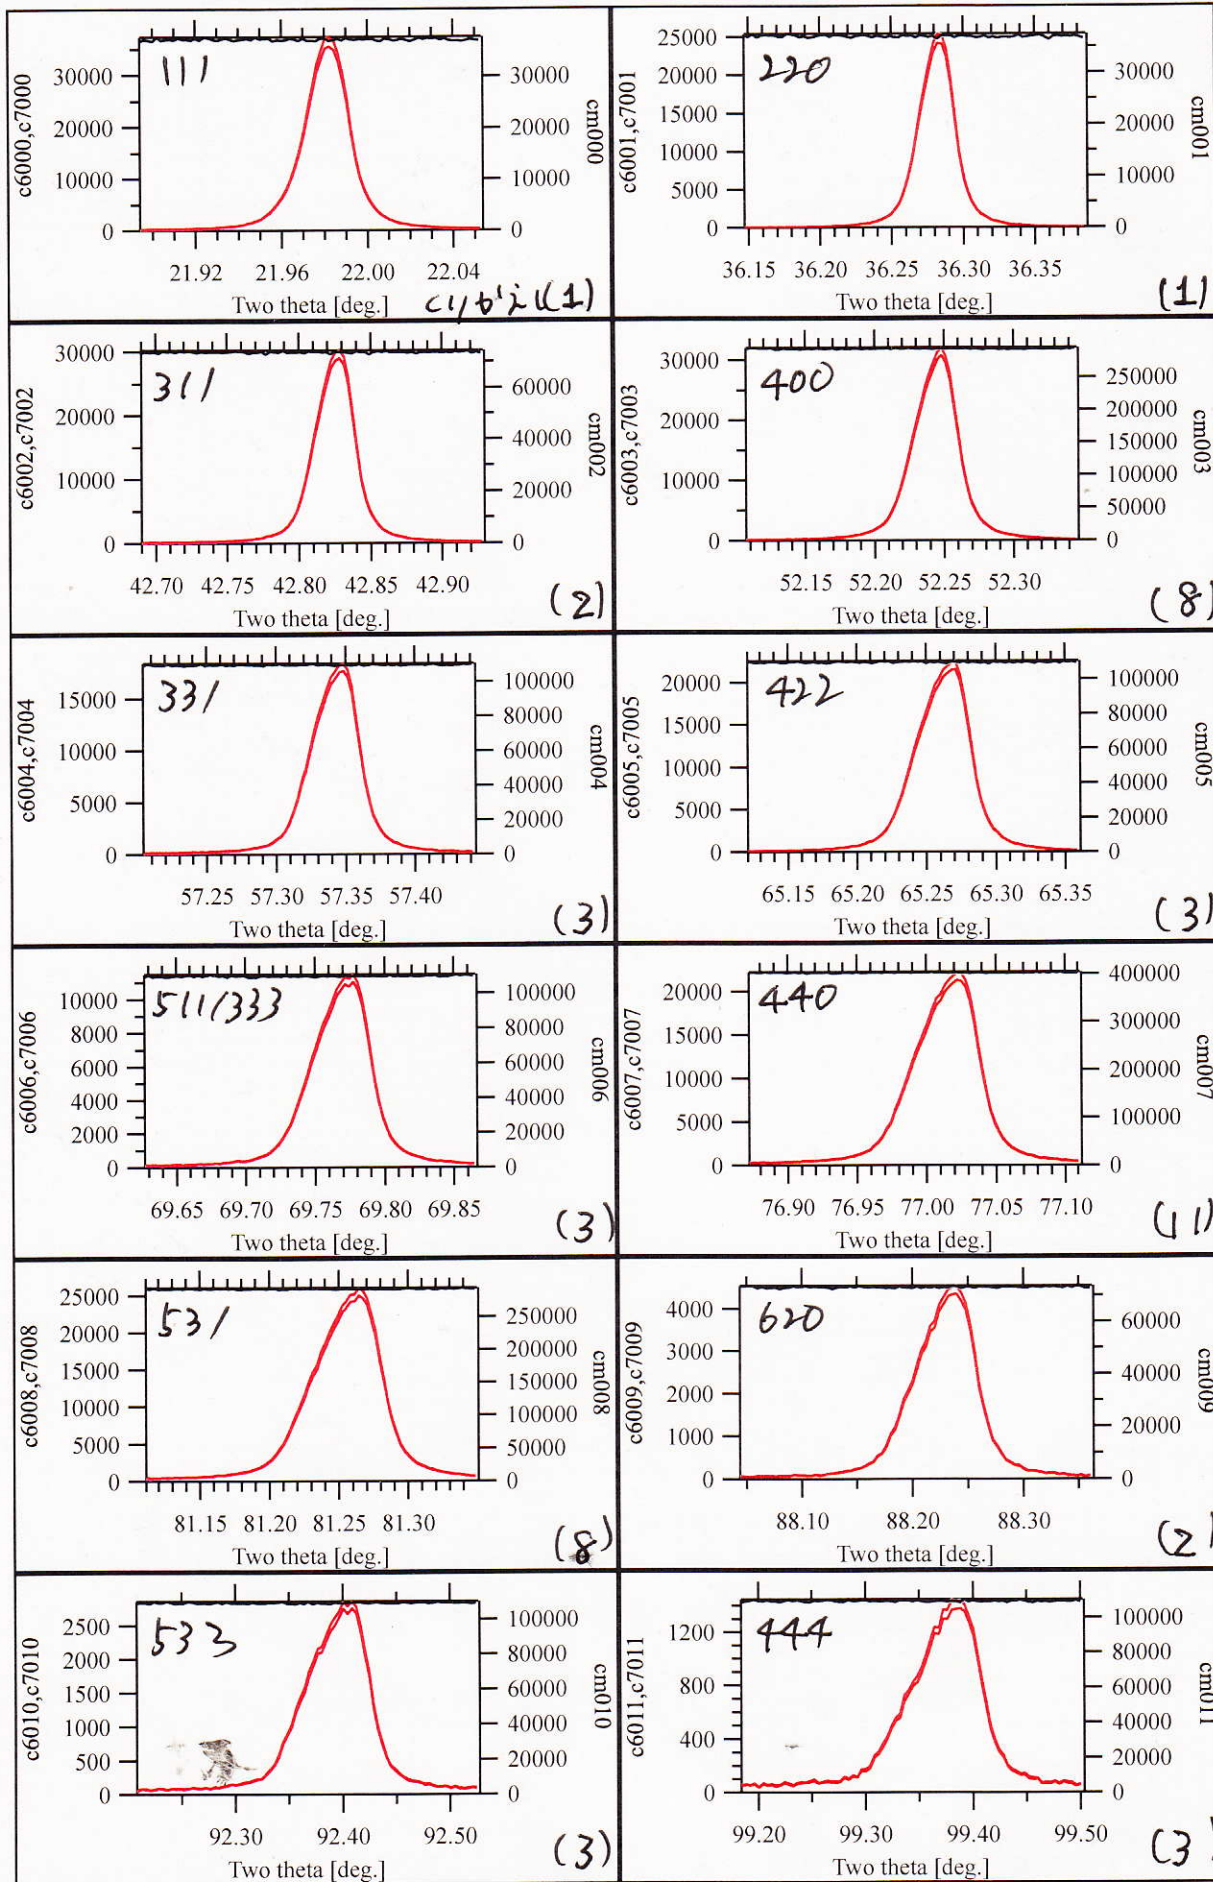 c6000,c7000
30000
20000
10000
0
111
30000
20000
10000
0
cm000
21.92 21.96 22.00 22.04
Two theta [deg.]
くりかえし(1)
c6001,c7001
25000
20000
15000
10000
5000
0
220
30000
20000
10000
0
cm001
36.15 36.20 36.25 36.30 36.35
Two theta [deg.]
(1)
c6002,c7002
30000
20000
10000
0
311
60000
40000
20000
0
cm002
42.70 42.75 42.80 42.85 42.90
Two theta [deg.]
(2)
c6003,c7003
30000
20000
10000
0
400
250000
200000
150000
100000
50000
0
cm003
52.15 52.20 52.25 52.30
Two theta [deg.]
(8)
c6004,c7004
15000
10000
5000
0
331
100000
80000
60000
40000
20000
0
cm004
57.25 57.30 57.35 57.40
Two theta [deg.]
(3)
c6005,c7005
20000
15000
10000
5000
0
422
100000
80000
60000
40000
20000
0
cm005
65.15 65.20 65.25 65.30 65.35
Two theta [deg.]
(3)
c6006,c7006
10000
8000
6000
4000
2000
0
511/333
100000
80000
60000
40000
20000
0
cm006
69.65 69.70 69.75 69.80 69.85
Two theta [deg.]
(3)
c6007,c7007
20000
15000
10000
5000
0
440
400000
300000
200000
100000
0
cm007
76.90 76.95 77.00 77.05 77.10
Two theta [deg.]
(11)
c6008,c7008
25000
20000
15000
10000
5000
0
531
250000
200000
150000
100000
50000
0
cm008
81.15 81.20 81.25 81.30
Two theta [deg.]
(8)
c6009,c7009
4000
3000
2000
1000
0
620
60000
40000
20000
0
cm009
88.10 88.20 88.30
Two theta [deg.]
(2)
c6010,c7010
2500
2000
1500
1000
500
0
533
100000
80000
60000
40000
20000
0
cm010
92.30 92.40 92.50
Two theta [deg.]
(3)
c6011,c7011
1200
800
400
0
444
100000
80000
60000
40000
20000
0
cm011
99.20 99.30 99.40 99.50
Two theta [deg.]
(3)